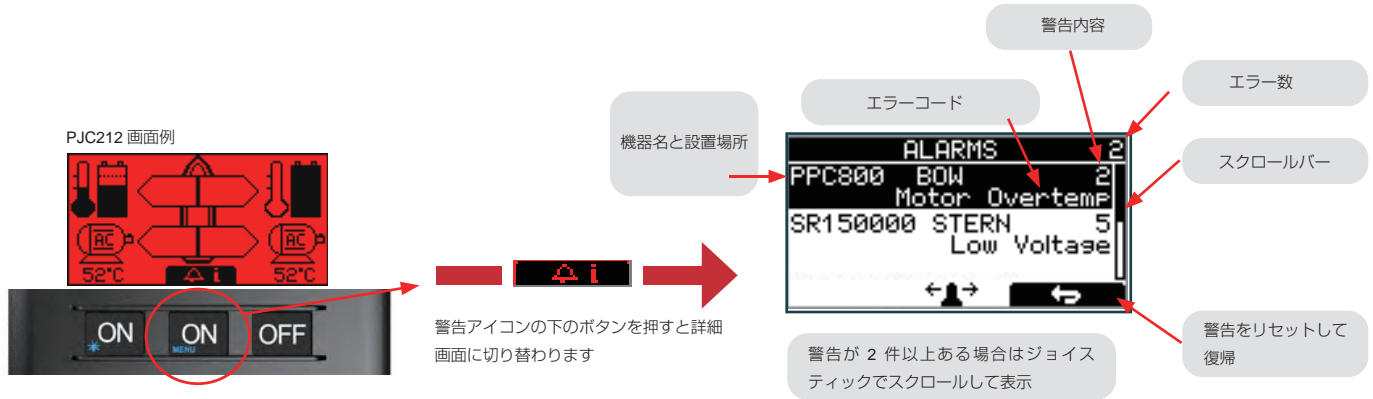 警告内容
エラー数
エラーコード
機器名と設置場所
PJC212 画面例
スクロールバー
ALARMS 2
PPC800 BOW 2
Motor Overtemp
SR150000 STERN 5
Low Voltage
AC
AC
52°C
i
52°C
i
ON
ON
MENU
OFF
警告アイコンの下のボタンを押すと詳細
画面に切り替わります
警告が 2 件以上ある場合はジョイス
ティックでスクロールして表示
警告をリセットして
復帰